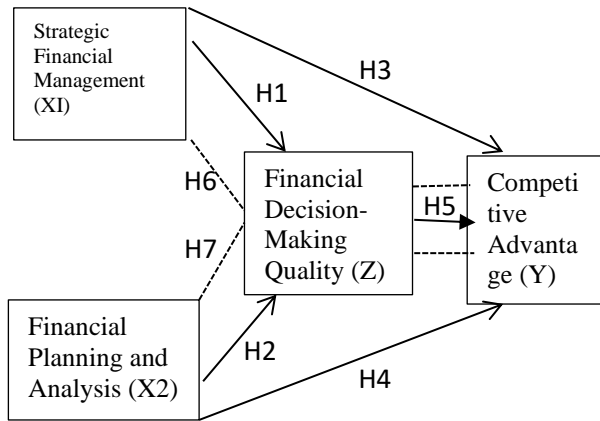 Strategic
Financial
Management
(XI)
H3
H1
H6
Financial
Decision-
Making
Quality (Z)
H5
Competi
tive
Advanta
ge (Y)
H7
Financial
Planning and
Analysis (X2)
H2
H4